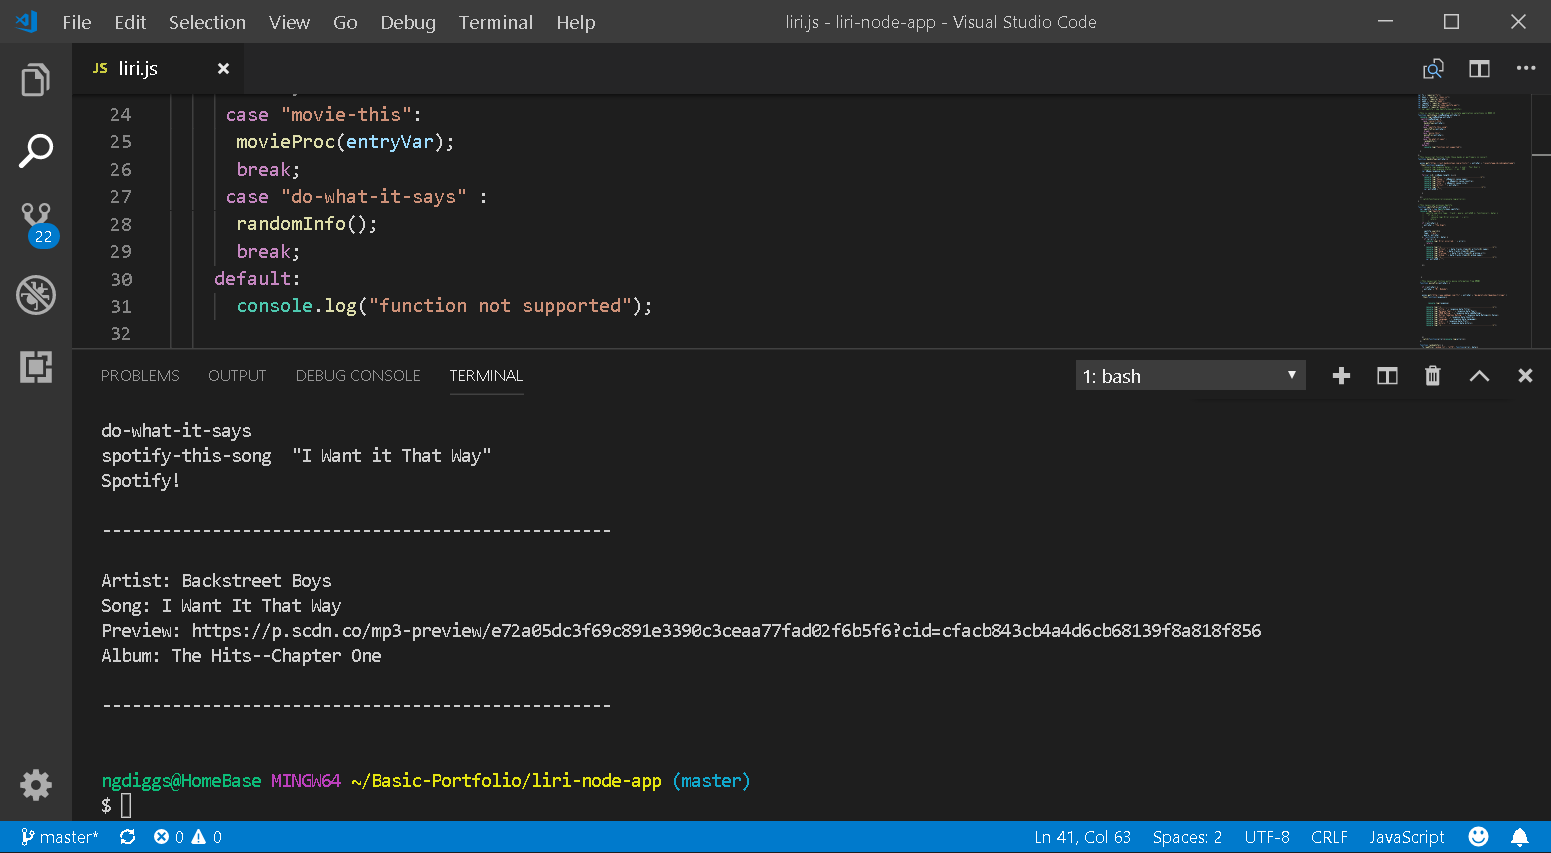 File Edit Selection View Go Debug Terminal Help liri.js - liri-node-app - Visual Studio Code
JS liri.js
24 case "movie-this":
25 movieProc(entryVar);
26 break;
27 case "do-what-it-says" :
28 randomInfo();
29 break;
30 default:
31 console.log("function not supported");
32
22
PROBLEMS OUTPUT DEBUG CONSOLE TERMINAL 1: bash
do-what-it-says
spotify-this-song  "I Want it That Way"
Spotify!
---------------------------------------------------
Artist: Backstreet Boys
Song: I Want It That Way
Preview: https://p.scdn.co/mp3-preview/e72a05dc3f69c891e3390c3ceaa77fad02f6b5f6?cid=cfacb843cb4a4d6cb68139f8a818f856
Album: The Hits--Chapter One
---------------------------------------------------
ngdiggs@HomeBase MINGW64 ~/Basic-Portfolio/liri-node-app (master)
$
master* 0 0 Ln 41, Col 63 Spaces: 2 UTF-8 CRLF JavaScript